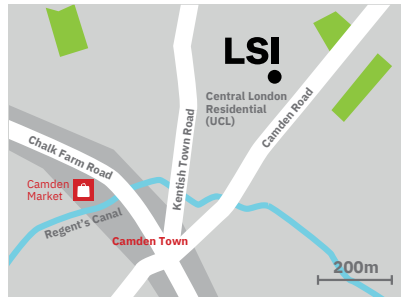 LSI
Central London
Residential
(UCL)
Camden Road
Kentish Town Road
Chalk Farm Road
Camden
Market
Regent's Canal
Camden Town
200m